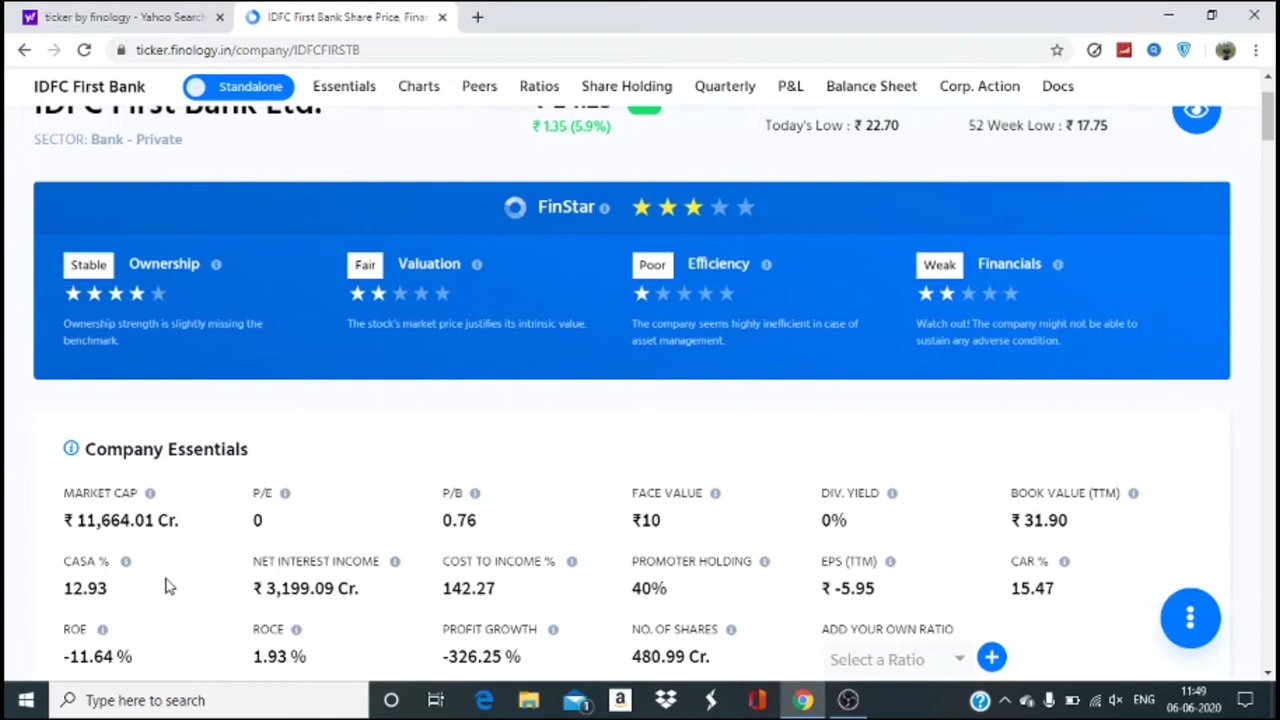 ticker by finology - Yahoo Search
IDFC First Bank Share Price, Finan
ticker.finology.in/company/IDFCFIRSTB
IDFC First Bank
Standalone
Essentials
Charts
Peers
Ratios
Share Holding
Quarterly
P&L
Balance Sheet
Corp. Action
Docs
IDFC First Bank Ltd.
₹ 1.35 (5.9%)
Today's Low : ₹ 22.70
52 Week Low : ₹ 17.75
SECTOR: Bank - Private
FinStar
Stable Ownership
Ownership strength is slightly missing the
benchmark.
Fair Valuation
The stock's market price justifies its intrinsic value.
Poor Efficiency
The company seems highly inefficient in case of
asset management.
Weak Financials
Watch out! The company might not be able to
sustain any adverse condition.
Company Essentials
MARKET CAP
₹ 11,664.01 Cr.
P/E
0
P/B
0.76
FACE VALUE
₹10
DIV. YIELD
0%
BOOK VALUE (TTM)
₹ 31.90
CASA %
12.93
NET INTEREST INCOME
₹ 3,199.09 Cr.
COST TO INCOME %
142.27
PROMOTER HOLDING
40%
EPS (TTM)
₹ -5.95
CAR %
15.47
ROE
-11.64 %
ROCE
1.93 %
PROFIT GROWTH
-326.25 %
NO. OF SHARES
480.99 Cr.
ADD YOUR OWN RATIO
Select a Ratio
Type here to search
ENG
11:49
06-06-2020